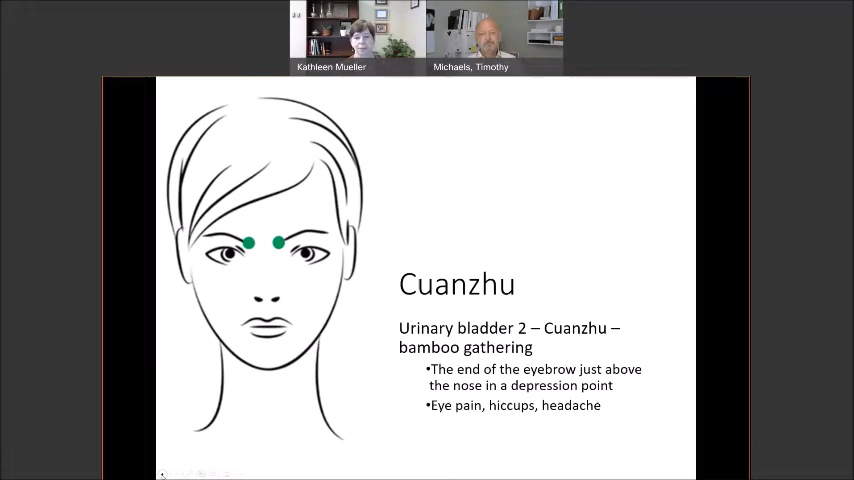 Kathleen Mueller
Michaels, Timothy
Cuanzhu
Urinary bladder 2 – Cuanzhu –
bamboo gathering
•The end of the eyebrow just above
the nose in a depression point
•Eye pain, hiccups, headache